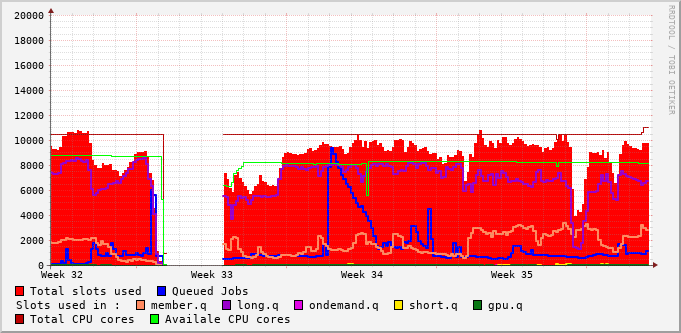 20000
18000
16000
14000
12000
10000
8000
6000
4000
2000
0
Week 32 Week 33 Week 34 Week 35
Total slots used Queued Jobs
Slots used in : member.q long.q ondemand.q short.q gpu.q
Total CPU cores Availale CPU cores
RRDTOOL / TOBI OETIKER